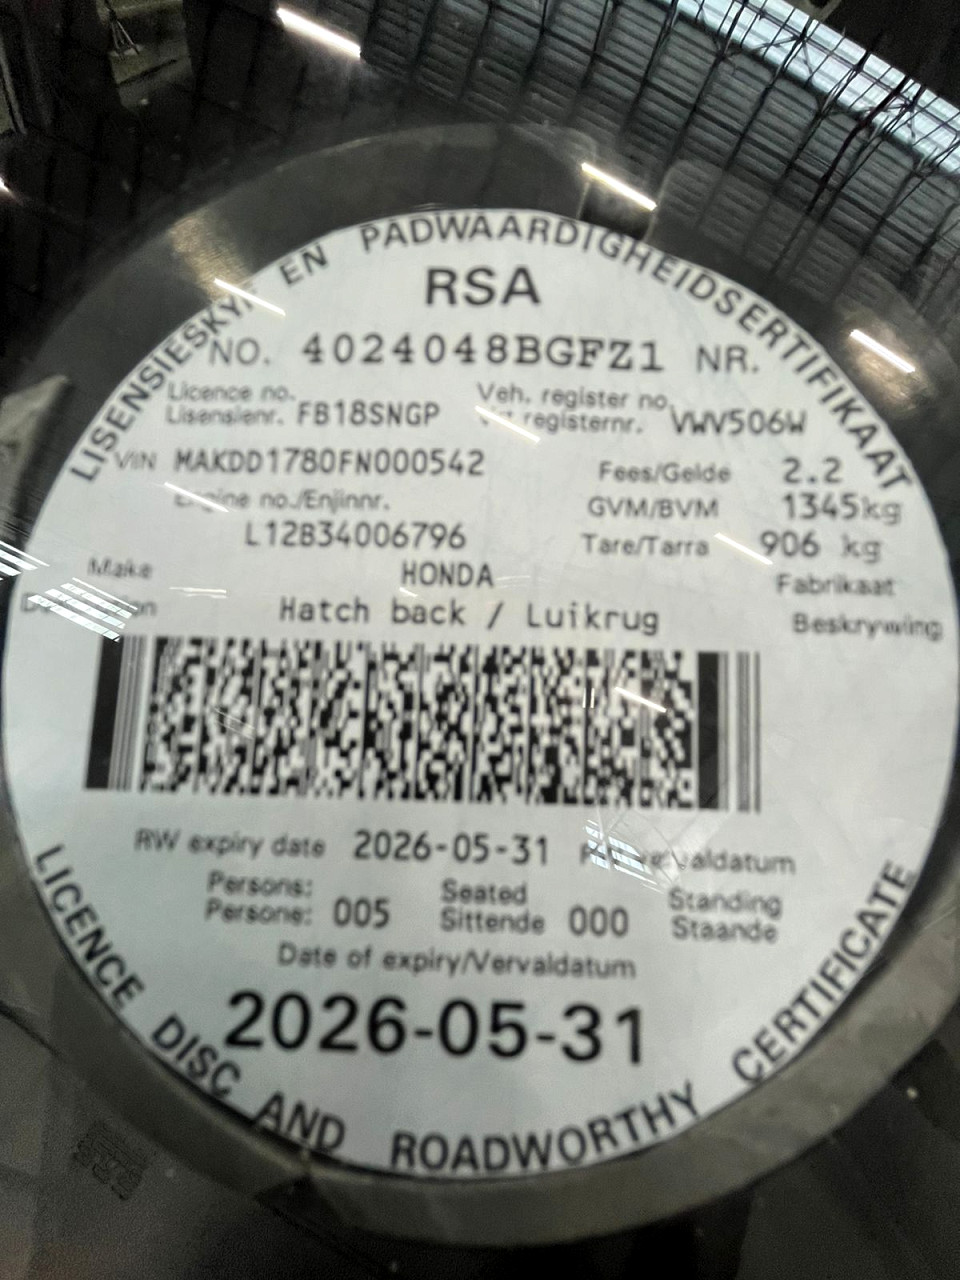 LISENSIESKYF EN PADWAARDIGHEIDSERTIFIKAAT
RSA
NO. 4024048BGFZ1 NR.
Licence no. Veh. register no.
Lisensienr. FB18SNGP registernr. VWV506W
VIN MAKDD1780FN000542 Fees/Gelde 2.2
Engine no./Enjinnr. GVM/BVM 1345kg
L12B34006796 Tare/Tarra 906 kg
Make HONDA Fabrikaat
Hatch back / Luikrug Beskrywing
RW expiry date 2026-05-31
Persons: Seated Standing
Persone: 005 Sittende 000 Staande
Date of expiry/Vervaldatum
2026-05-31
LICENCE DISC AND ROADWORTHY CERTIFICATE